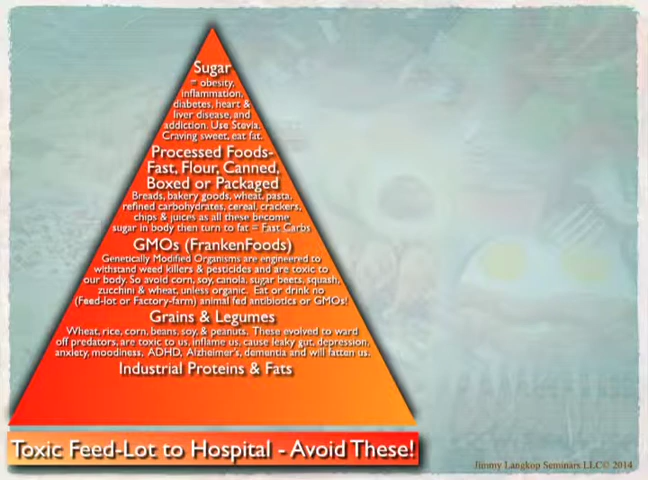 Sugar
= obesity,
inflammation,
diabetes, heart &
liver disease, and
addiction. Use Stevia.
Craving sweet, eat fat.
Processed Foods-
Fast, Flour, Canned,
Boxed or Packaged
Breads, bakery goods, wheat, pasta,
refined carbohydrates, cereal, crackers,
chips & juices as all these become
sugar in body then turn to fat = Fast Carbs
GMOs (FrankenFoods)
Genetically Modified Organisms are engineered to
withstand weed killers & pesticides and are toxic to
our body. So avoid corn, soy, canola, sugar beets, squash,
zucchini & wheat, unless organic. Eat or drink no
(Feed-lot or Factory-farm) animal fed antibiotics or GMOs!
Grains & Legumes
Wheat, rice, corn, beans, soy, & peanuts. These evolved to ward
off predators, are toxic to us, inflame us, cause leaky gut, depression,
anxiety, moodiness, ADHD, Alzheimer's, dementia and will fatten us.
Industrial Proteins & Fats
Toxic Feed-Lot to Hospital - Avoid These!
Jimmy Langkop Seminars LLC© 2014